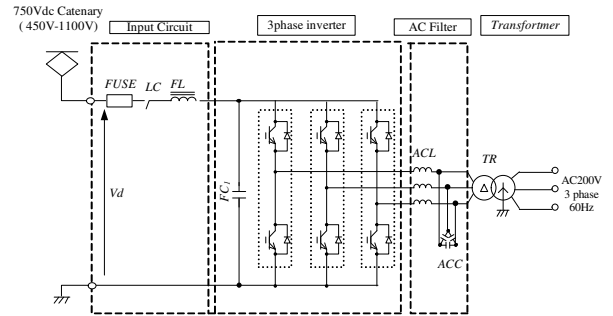 750Vdc Catenary
( 450V-1100V)
Input Circuit
3phase inverter
AC Filter
Transfortmer
FUSE
LC
FL
Vd
FC1
ACL
ACC
TR
Δ
AC200V
3 phase
60Hz